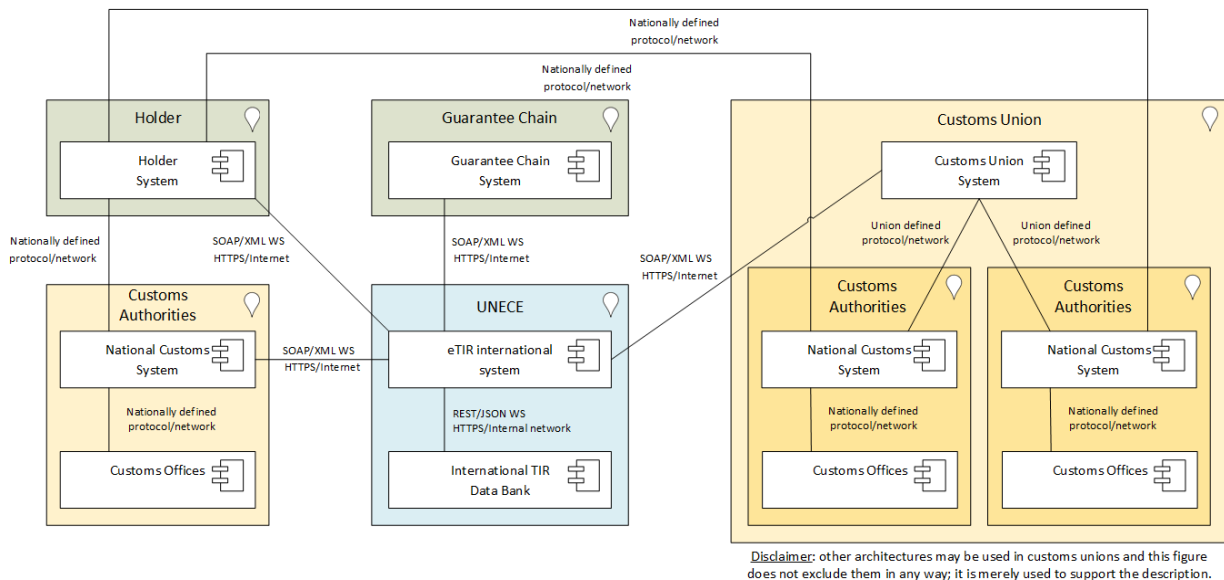 Nationally defined
protocol/network
Nationally defined
protocol/network
Holder
Guarantee Chain
Customs Union
Holder
System
Guarantee Chain
System
Customs Union
System
Nationally defined
protocol/network
SOAP/XML WS
HTTPS/Internet
SOAP/XML WS
HTTPS/Internet
SOAP/XML WS
HTTPS/Internet
Union defined
protocol/network
Union defined
protocol/network
Customs
Authorities
UNECE
Customs
Authorities
Customs
Authorities
National Customs
System
SOAP/XML WS
HTTPS/Internet
eTIR international
system
National Customs
System
National Customs
System
Nationally defined
protocol/network
REST/JSON WS
HTTPS/Internal network
Nationally defined
protocol/network
Nationally defined
protocol/network
Customs Offices
International TIR
Data Bank
Customs Offices
Customs Offices
Disclaimer: other architectures may be used in customs unions and this figure
does not exclude them in any way; it is merely used to support the description.